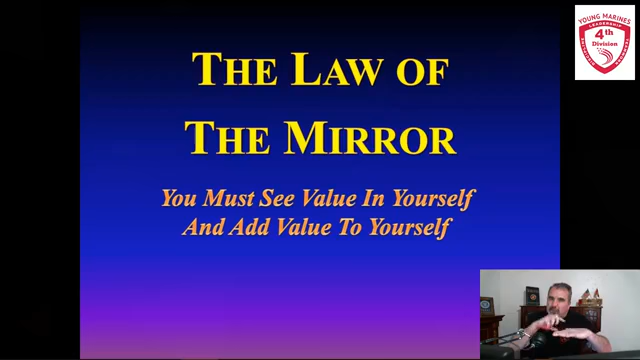 THE LAW OF
THE MIRROR
You Must See Value In Yourself
And Add Value To Yourself
YOUNG MARINES
LEADERSHIP
4th
Division